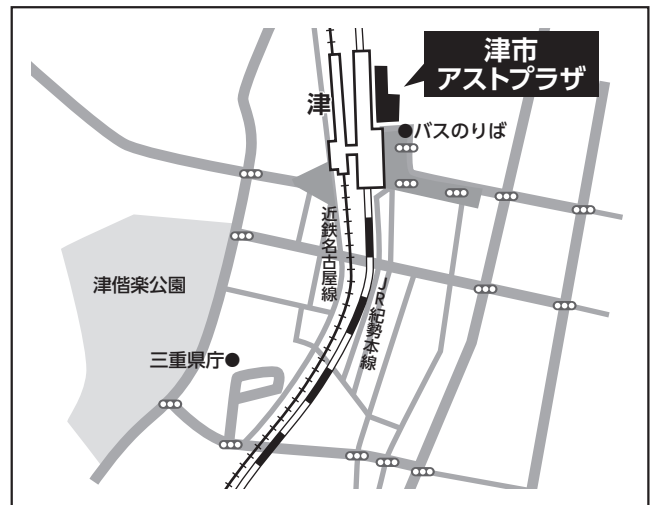 津市
アストプラザ
津
バスのりば
近鉄名古屋線
JR紀勢本線
津偕楽公園
三重県庁